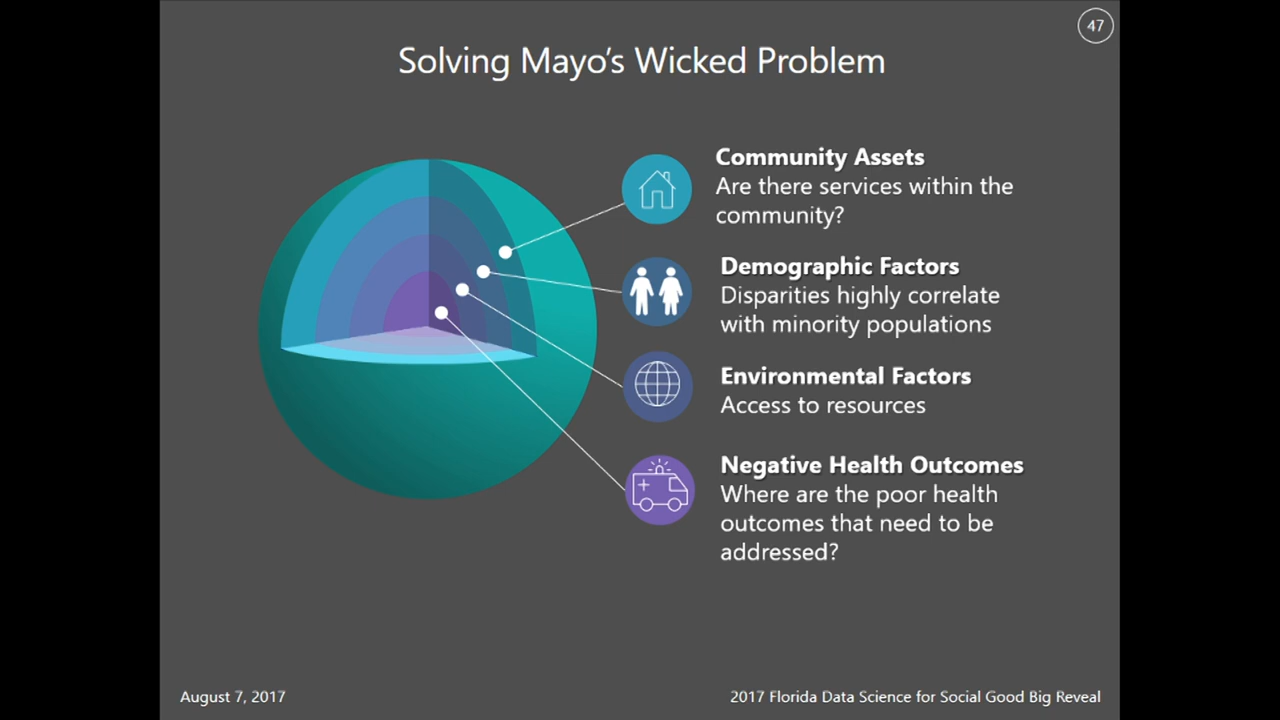 47
Solving Mayo's Wicked Problem
Community Assets
Are there services within the
community?
Demographic Factors
Disparities highly correlate
with minority populations
Environmental Factors
Access to resources
Negative Health Outcomes
Where are the poor health
outcomes that need to be
addressed?
August 7, 2017
2017 Florida Data Science for Social Good Big Reveal